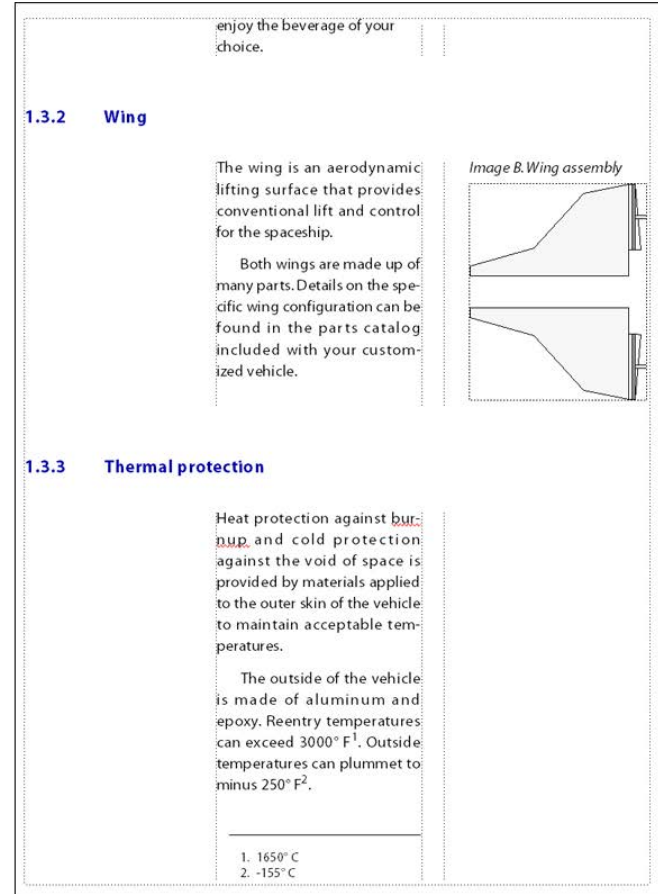 enjoy the beverage of your
choice.
1.3.2 Wing
The wing is an aerodynamic
lifting surface that provides
conventional lift and control
for the spaceship.
Both wings are made up of
many parts. Details on the spe-
cific wing configuration can be
found in the parts catalog
included with your custom-
ized vehicle.
Image B. Wing assembly
1.3.3 Thermal protection
Heat protection against bur-
nup and cold protection
against the void of space is
provided by materials applied
to the outer skin of the vehicle
to maintain acceptable tem-
peratures.
The outside of the vehicle
is made of aluminum and
epoxy. Reentry temperatures
can exceed 3000° F¹. Outside
temperatures can plummet to
minus 250° F².
1. 1650° C
2. -155° C